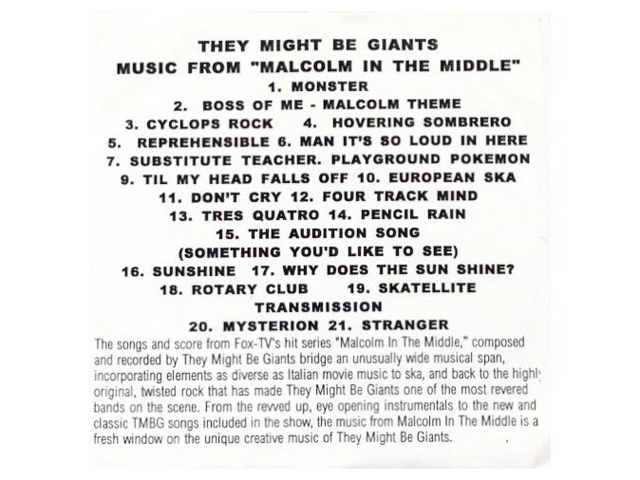 THEY MIGHT BE GIANTS
MUSIC FROM "MALCOLM IN THE MIDDLE"
1. MONSTER
2. BOSS OF ME - MALCOLM THEME
3. CYCLOPS ROCK 4. HOVERING SOMBRERO
5. REPREHENSIBLE 6. MAN IT'S SO LOUD IN HERE
7. SUBSTITUTE TEACHER. PLAYGROUND POKEMON
9. TIL MY HEAD FALLS OFF 10. EUROPEAN SKA
11. DON'T CRY 12. FOUR TRACK MIND
13. TRES QUATRO 14. PENCIL RAIN
15. THE AUDITION SONG
(SOMETHING YOU'D LIKE TO SEE)
16. SUNSHINE 17. WHY DOES THE SUN SHINE?
18. ROTARY CLUB 19. SKATELLITE
TRANSMISSION
20. MYSTERION 21. STRANGER
The songs and score from Fox-TV's hit series "Malcolm In The Middle," composed
and recorded by They Might Be Giants bridge an unusually wide musical span,
incorporating elements as diverse as Italian movie music to ska, and back to the highly
original, twisted rock that has made They Might Be Giants one of the most revered
bands on the scene. From the revved up, eye opening instrumentals to the new and
classic TMBG songs included in the show, the music from Malcolm In The Middle is a
fresh window on the unique creative music of They Might Be Giants.